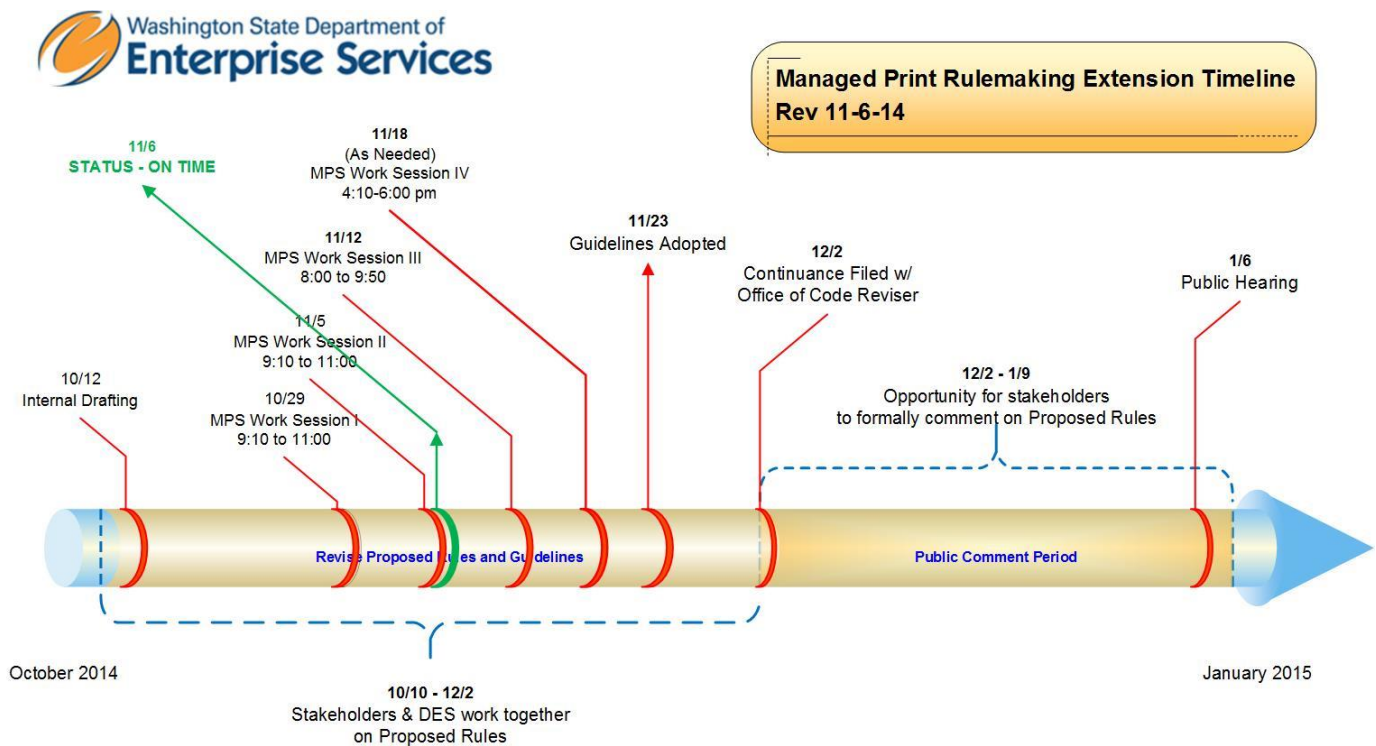 Washington State Department of
Enterprise Services
Managed Print Rulemaking Extension Timeline
Rev 11-6-14
11/6
STATUS - ON TIME
11/18
(As Needed)
MPS Work Session IV
4:10-6:00 pm
11/12
MPS Work Session III
8:00 to 9:50
11/5
MPS Work Session II
9:10 to 11:00
10/12
Internal Drafting
10/29
MPS Work Session I
9:10 to 11:00
11/23
Guidelines Adopted
12/2
Continuance Filed w/
Office of Code Reviser
1/6
Public Hearing
12/2 - 1/9
Opportunity for stakeholders
to formally comment on Proposed Rules
Revise Proposed Rules and Guidelines
Public Comment Period
October 2014
January 2015
10/10 - 12/2
Stakeholders & DES work together
on Proposed Rules